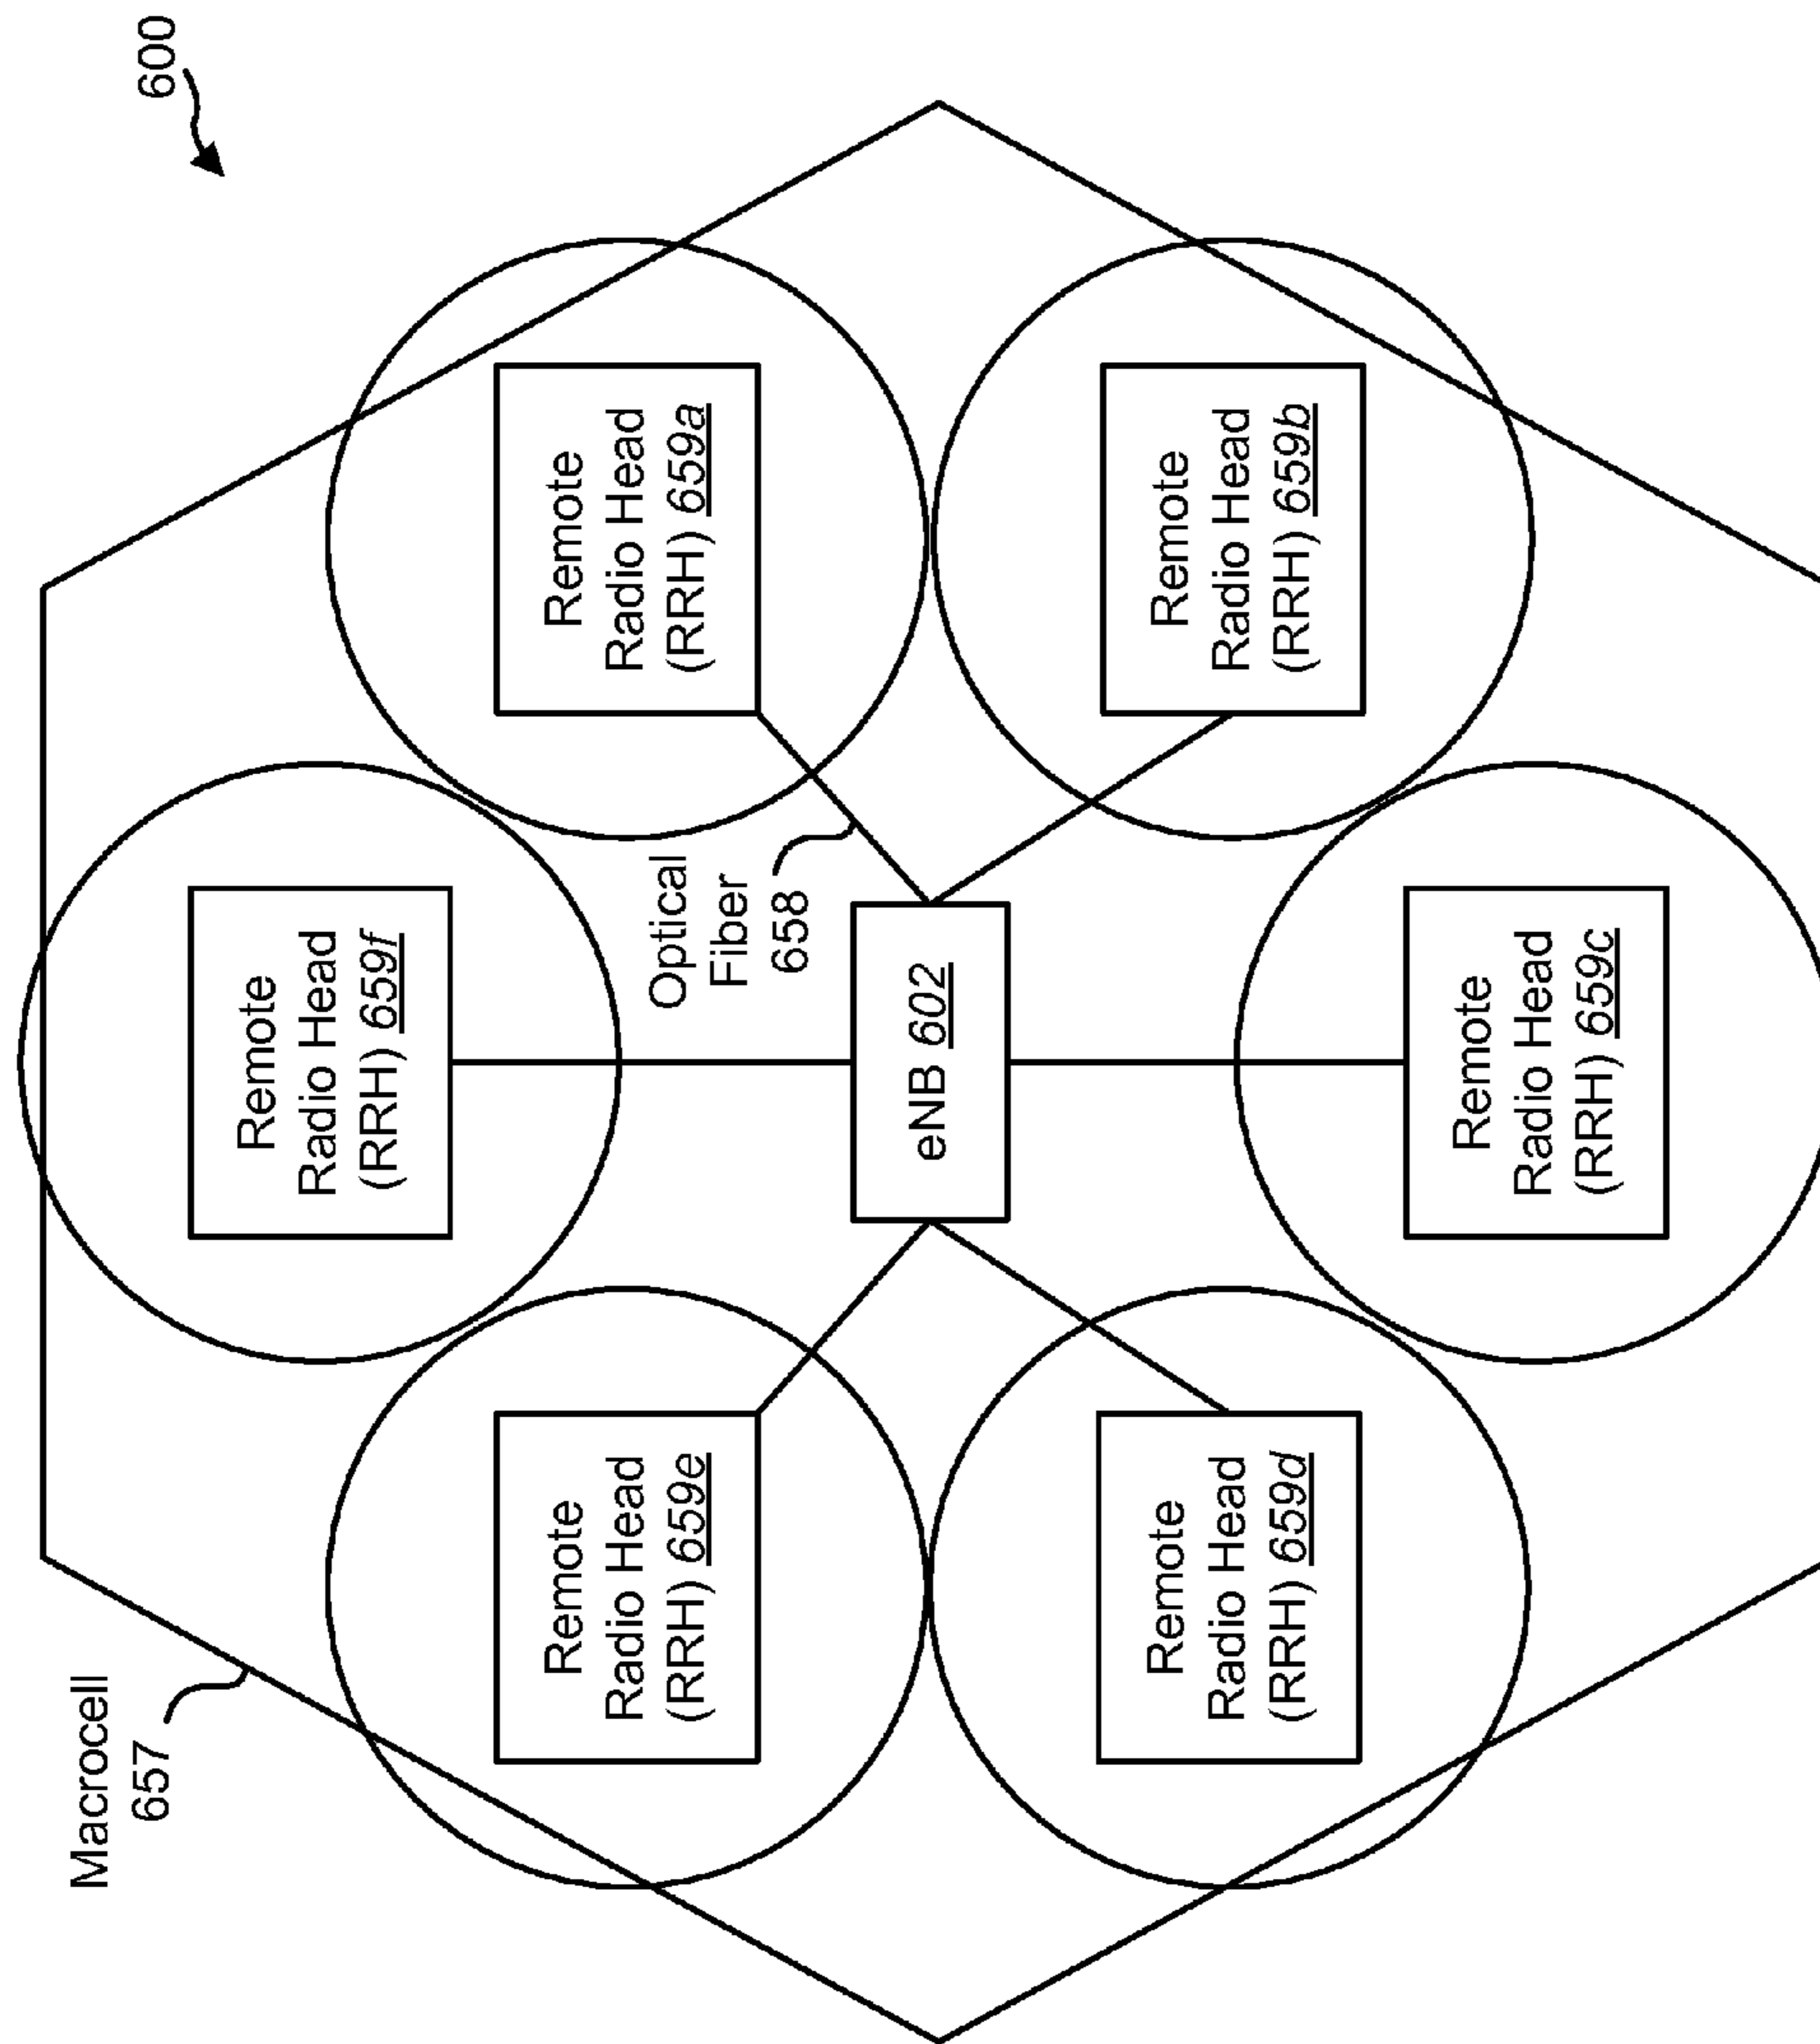 600
Macrocell
657
Remote
Radio Head
(RRH) 659f
Remote
Radio Head
(RRH) 659e
Remote
Radio Head
(RRH) 659a
Optical
Fiber
658
eNB 602
Remote
Radio Head
(RRH) 659d
Remote
Radio Head
(RRH) 659b
Remote
Radio Head
(RRH) 659c